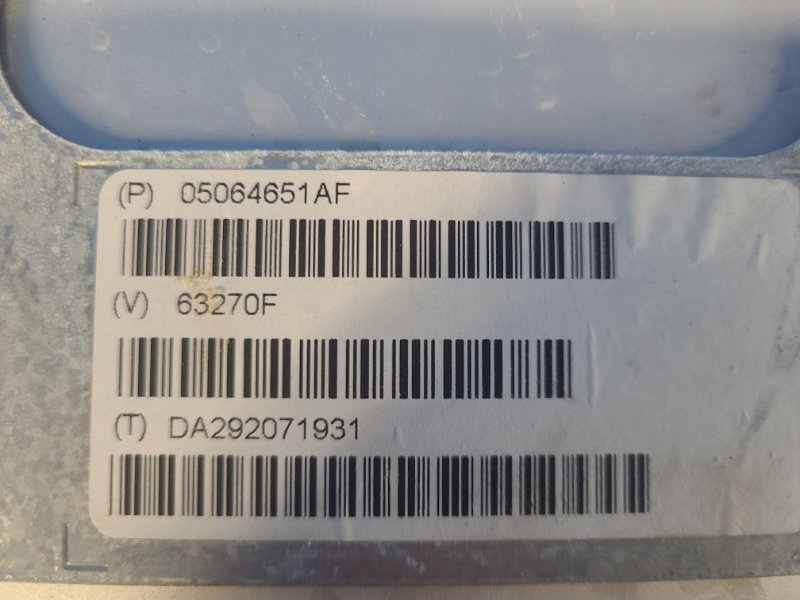 (P) 05064651AF
(V) 63270F
(T) DA292071931